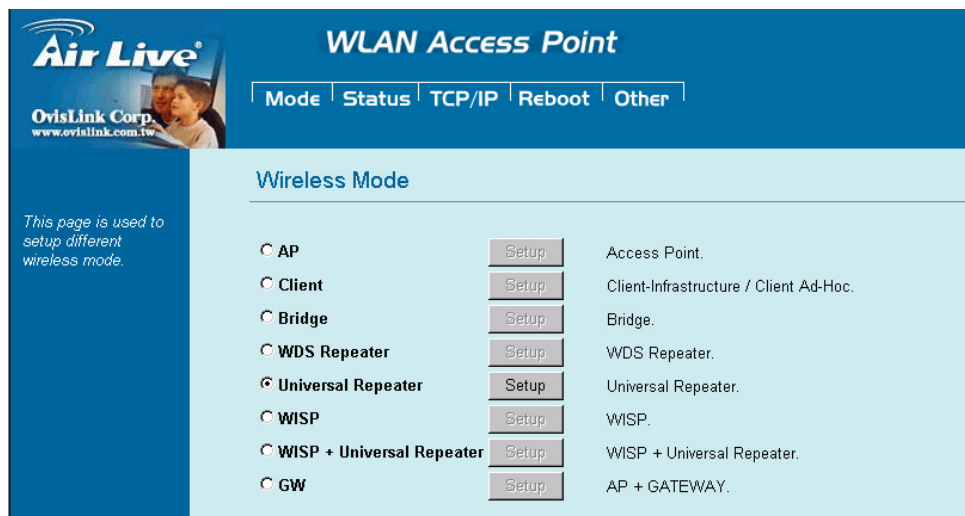 Air Live®
OvisLink Corp.
www.ovislink.com.tw
WLAN Access Point
Mode Status TCP/IP Reboot Other
This page is used to
setup different
wireless mode.
Wireless Mode
AP Setup Access Point.
Client Setup Client-Infrastructure / Client Ad-Hoc.
Bridge Setup Bridge.
WDS Repeater Setup WDS Repeater.
Universal Repeater Setup Universal Repeater.
WISP Setup WISP.
WISP + Universal Repeater Setup WISP + Universal Repeater.
GW Setup AP + GATEWAY.